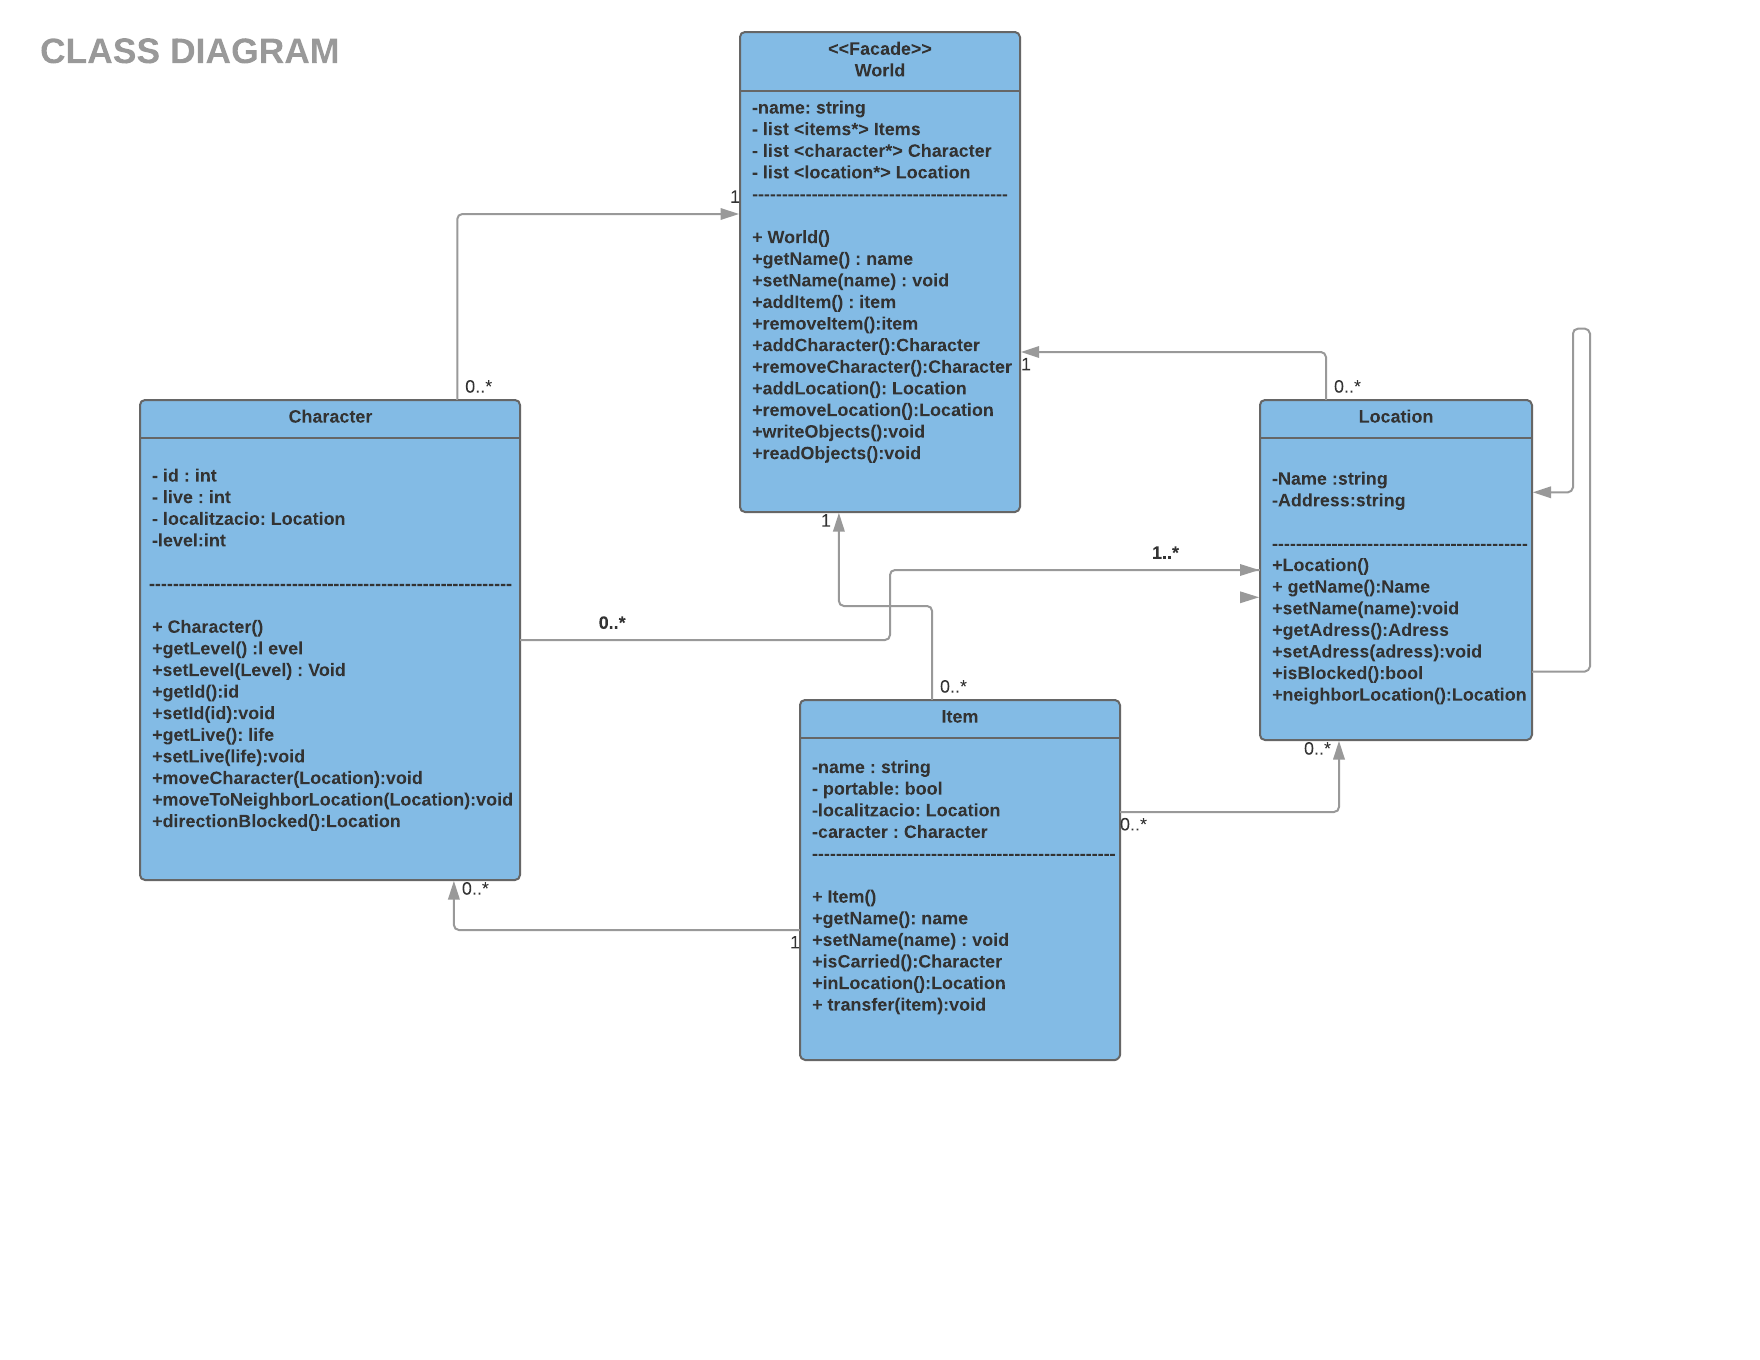 CLASS DIAGRAM
<<Facade>>
World
-name: string
- list <items*> Items
- list <character*> Character
- list <location*> Location
-------------------------------------------
+ World()
+getName() : name
+setName(name) : void
+addItem() : item
+removeItem():item
+addCharacter():Character
+removeCharacter():Character
+addLocation(): Location
+removeLocation():Location
+writeObjects():void
+readObjects():void
1
0..*
1
0..*
1
Character
- id : int
- live : int
- localitzacio: Location
-level:int
-------------------------------------------------------------
+ Character()
+getLevel() :l evel
+setLevel(Level) : Void
+getId():id
+setId(id):void
+getLive(): life
+setLive(life):void
+moveCharacter(Location):void
+moveToNeighborLocation(Location):void
+directionBlocked():Location
0..*
1..*
Location
-Name :string
-Address:string
-------------------------------------------
+Location()
+ getName():Name
+setName(name):void
+getAdress():Adress
+setAdress(adress):void
+isBlocked():bool
+neighborLocation():Location
0..*
Item
-name : string
- portable: bool
-localitzacio: Location
-caracter : Character
---------------------------------------------------
+ Item()
+getName(): name
+setName(name) : void
+isCarried():Character
+inLocation():Location
+ transfer(item):void
0..*
0..*
0..*
1